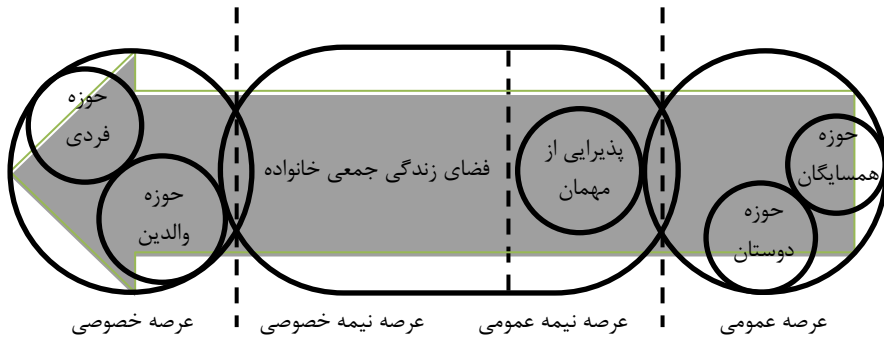 حوزه
همسایگان
حوزه
دوستان
پذیرایی از
مهمان
فضای زندگی جمعی خانواده
حوزه
فردی
حوزه
والدین
عرصه عمومی
عرصه نیمه عمومی
عرصه نیمه خصوصی
عرصه خصوصی